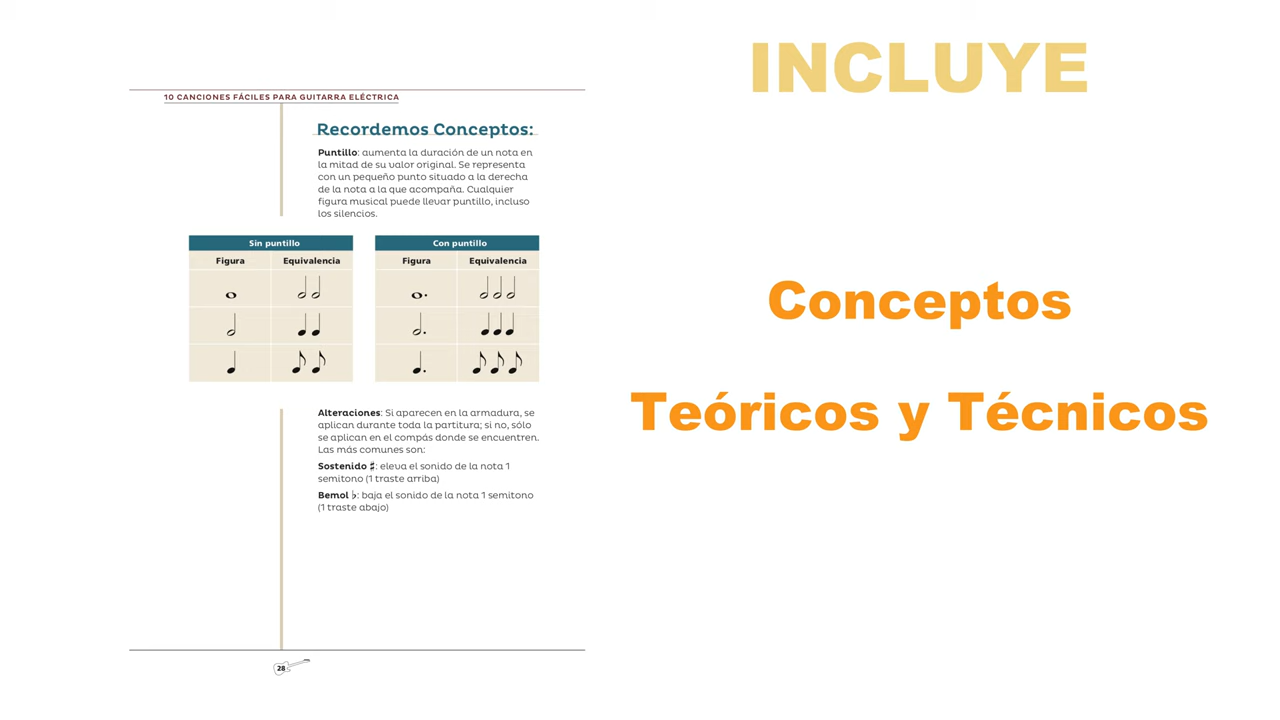 10 CANCIONES FÁCILES PARA GUITARRA ELÉCTRICA
Recordemos Conceptos:
Puntillo: aumenta la duración de un nota en
la mitad de su valor original. Se representa
con un pequeño punto situado a la derecha
de la nota a la que acompaña. Cualquier
figura musical puede llevar puntillo, incluso
los silencios.
Sin puntillo
Figura Equivalencia
Con puntillo
Figura Equivalencia
Alteraciones: Si aparecen en la armadura, se
aplican durante toda la partitura; si no, sólo
se aplican en el compás donde se encuentren.
Las más comunes son:
Sostenido ♯: eleva el sonido de la nota 1
semitono (1 traste arriba)
Bemol ♭: baja el sonido de la nota 1 semitono
(1 traste abajo)
28
INCLUYE
Conceptos
Teóricos y Técnicos